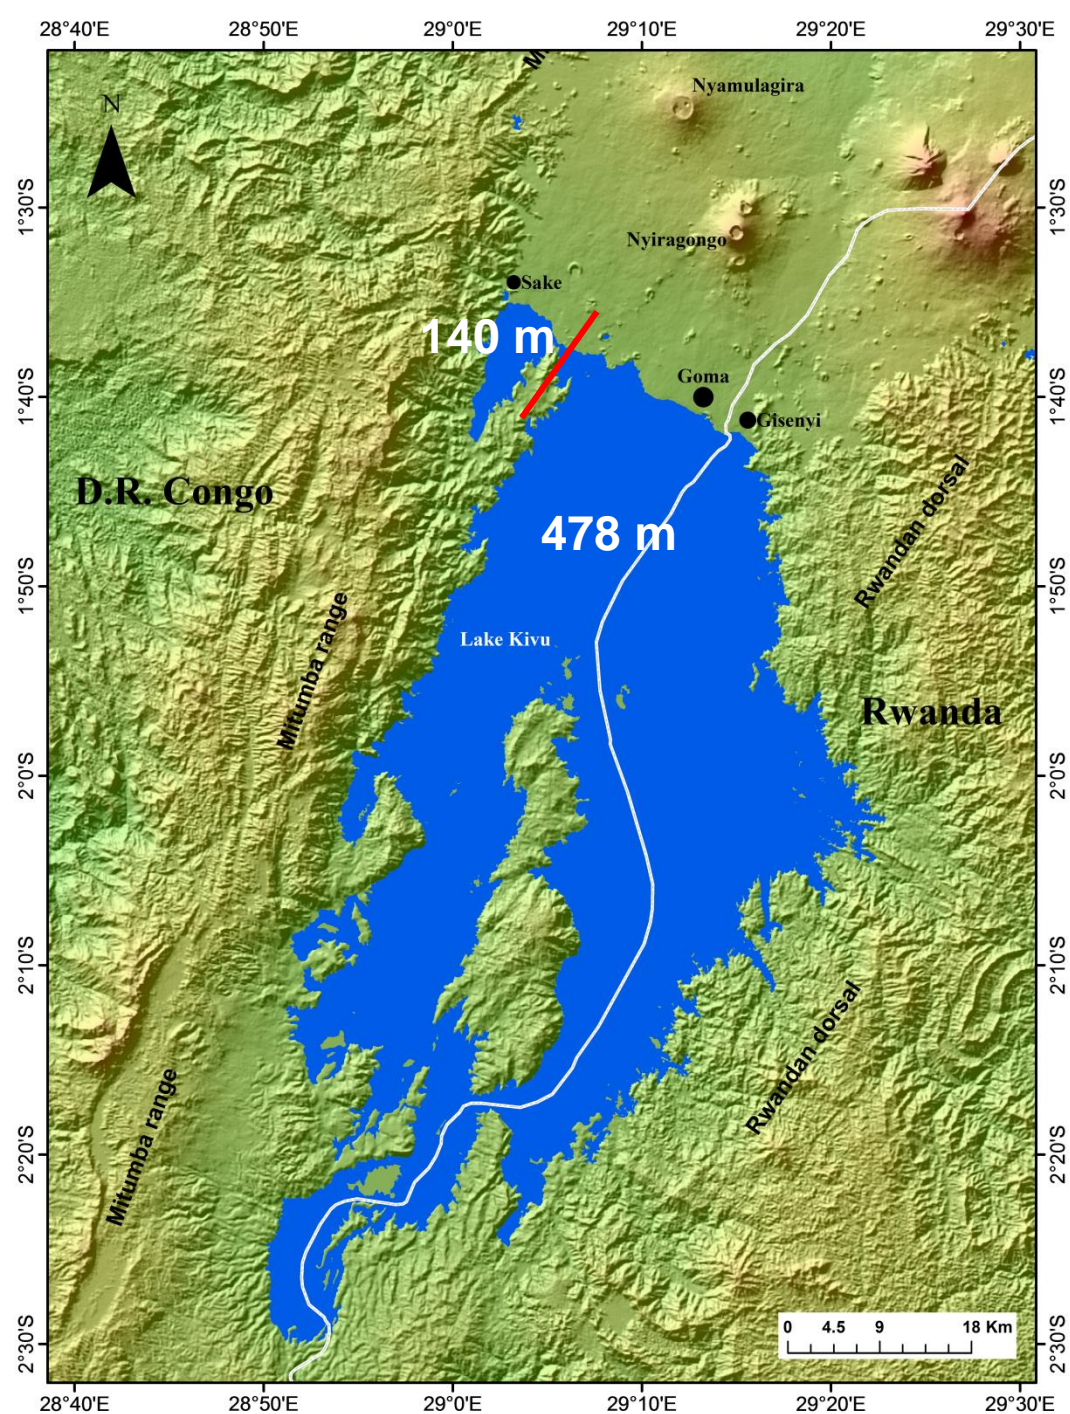 28°40'E 28°50'E 29°0'E 29°10'E 29°20'E 29°30'E
Nyamulagira
N
1°30'S 1°30'S
Nyiragongo
Sake
140 m
Goma
1°40'S 1°40'S
Gisenyi
D.R. Congo
Rwandan dorsal
478 m
1°50'S 1°50'S
Lake Kivu
Mitumba range
Rwanda
2°0'S 2°0'S
2°10'S 2°10'S
Rwandan dorsal
Mitumba range
2°20'S 2°20'S
0 4.5 9 18 Km
2°30'S 2°30'S
28°40'E 28°50'E 29°0'E 29°10'E 29°20'E 29°30'E